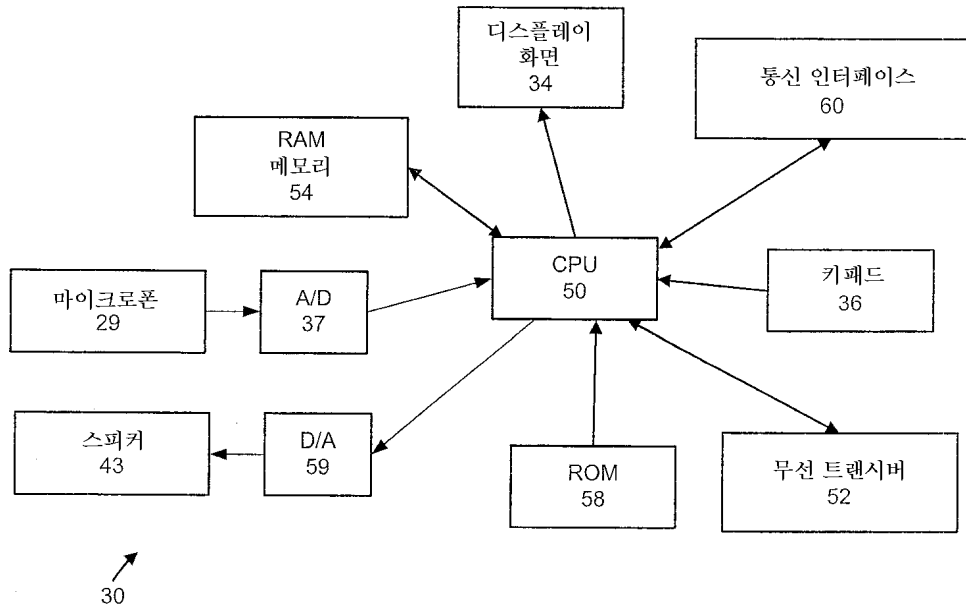 디스플레이
화면
34
통신 인터페이스
60
RAM
메모리
54
CPU
50
마이크로폰
29
A/D
37
키패드
36
스피커
43
D/A
59
ROM
58
무선 트랜시버
52
30